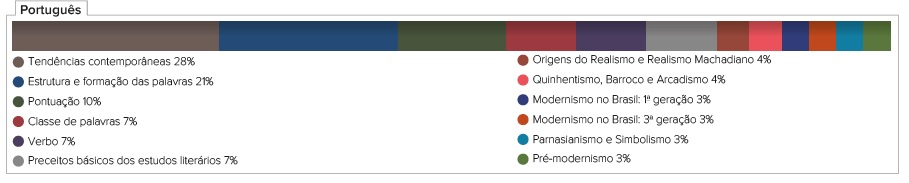 Português
Tendências contemporâneas 28%
Estrutura e formação das palavras 21%
Pontuação 10%
Classe de palavras 7%
Verbo 7%
Preceitos básicos dos estudos literários 7%
Origens do Realismo e Realismo Machadiano 4%
Quinhentismo, Barroco e Arcadismo 4%
Modernismo no Brasil: 1ª geração 3%
Modernismo no Brasil: 3ª geração 3%
Parnasianismo e Simbolismo 3%
Pré-modernismo 3%